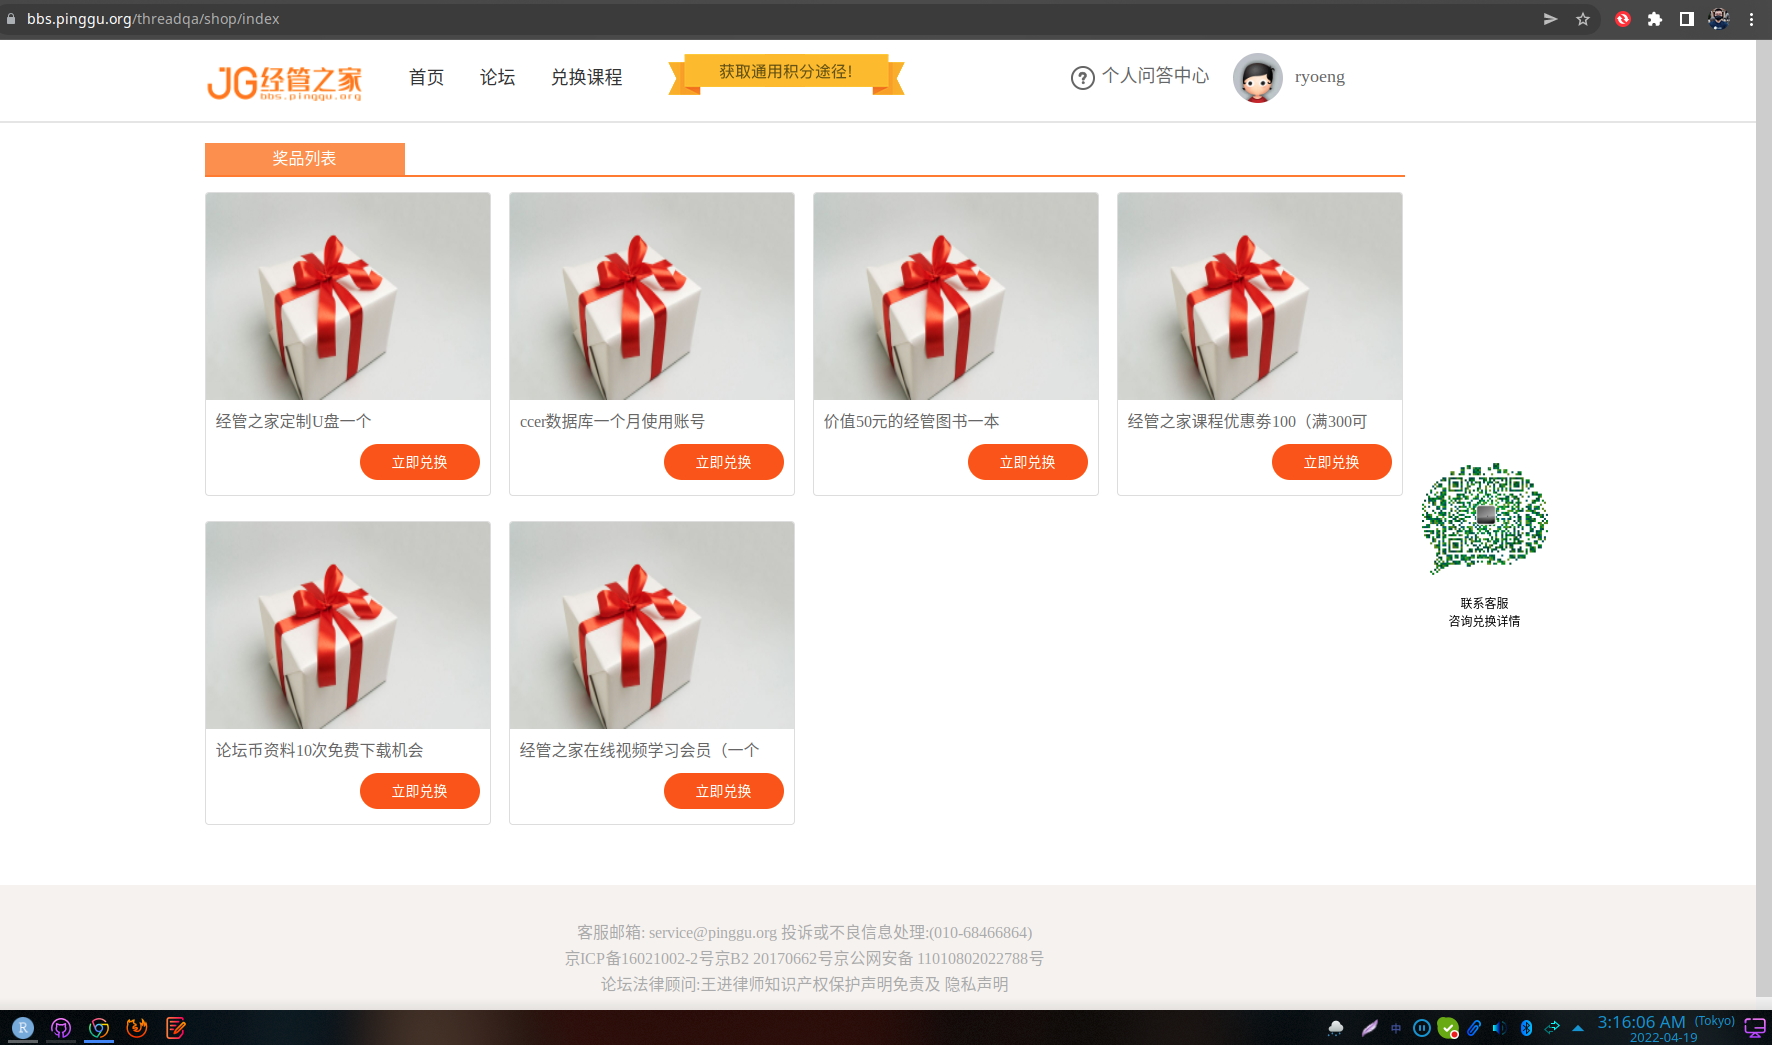 bbs.pinggu.org/threadqa/shop/index
JG经管之家
bbs.pinggu.org
首页 论坛 兑换课程
获取通用积分途径!
? 个人问答中心 ryoeng
奖品列表
经管之家定制U盘一个
立即兑换
ccer数据库一个月使用账号
立即兑换
价值50元的经管图书一本
立即兑换
经管之家课程优惠劵100（满300可
立即兑换
联系客服
咨询兑换详情
论坛币资料10次免费下载机会
立即兑换
经管之家在线视频学习会员（一个
立即兑换
客服邮箱: service@pinggu.org 投诉或不良信息处理:(010-68466864)
京ICP备16021002-2号京B2 20170662号京公网安备 11010802022788号
论坛法律顾问:王进律师知识产权保护声明免责及 隐私声明
R
中
3:16:06 AM (Tokyo)
2022-04-19